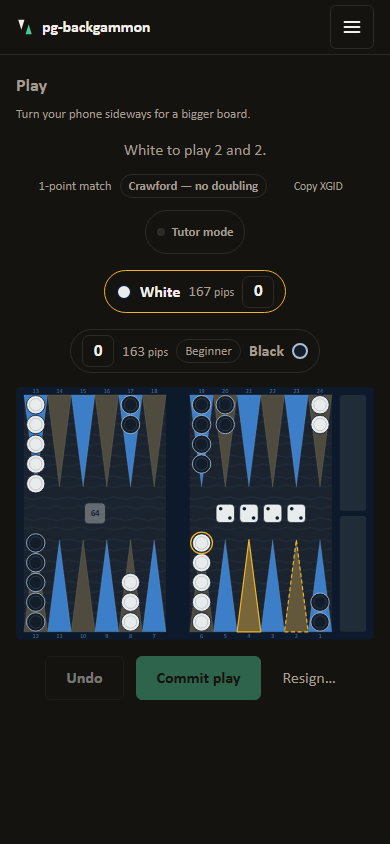 pg-backgammon
Play
Turn your phone sideways for a bigger board.
White to play 2 and 2.
1-point match Crawford — no doubling Copy XGID
Tutor mode
White 167 pips 0
0 163 pips Beginner Black
13 14 15 16 17 18 19 20 21 22 23 24
64
12 11 10 9 8 7 6 5 4 3 2 1
Undo Commit play Resign...